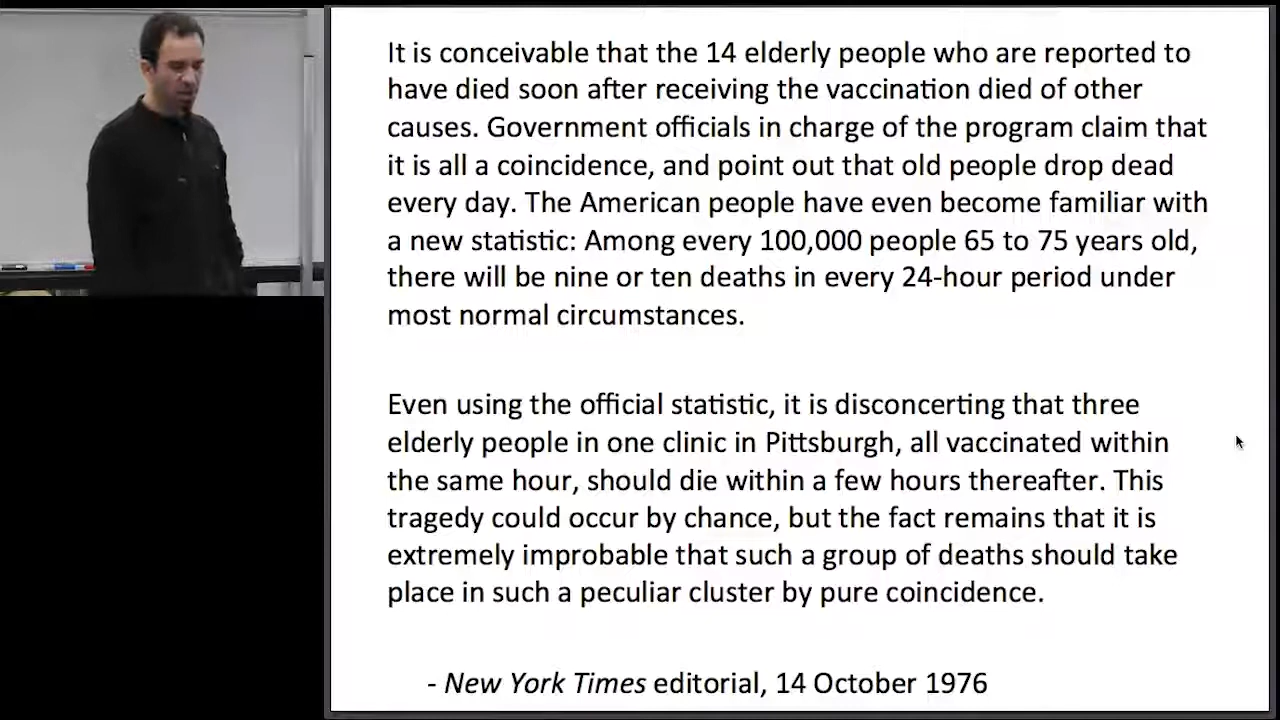 It is conceivable that the 14 elderly people who are reported to
have died soon after receiving the vaccination died of other
causes. Government officials in charge of the program claim that
it is all a coincidence, and point out that old people drop dead
every day. The American people have even become familiar with
a new statistic: Among every 100,000 people 65 to 75 years old,
there will be nine or ten deaths in every 24-hour period under
most normal circumstances.
Even using the official statistic, it is disconcerting that three
elderly people in one clinic in Pittsburgh, all vaccinated within
the same hour, should die within a few hours thereafter. This
tragedy could occur by chance, but the fact remains that it is
extremely improbable that such a group of deaths should take
place in such a peculiar cluster by pure coincidence.
- New York Times editorial, 14 October 1976